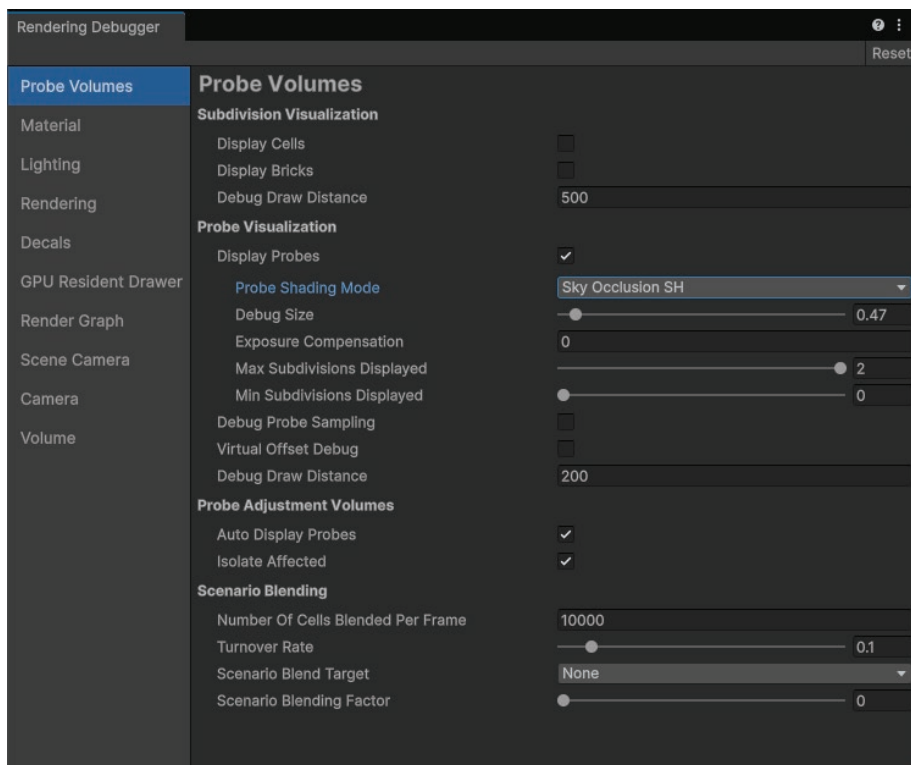 Rendering Debugger
Reset
Probe Volumes
Material
Lighting
Rendering
Decals
GPU Resident Drawer
Render Graph
Scene Camera
Camera
Volume
Probe Volumes
Subdivision Visualization
Display Cells
Display Bricks
Debug Draw Distance 500
Probe Visualization
Display Probes
Probe Shading Mode Sky Occlusion SH
Debug Size 0.47
Exposure Compensation 0
Max Subdivisions Displayed 2
Min Subdivisions Displayed 0
Debug Probe Sampling
Virtual Offset Debug
Debug Draw Distance 200
Probe Adjustment Volumes
Auto Display Probes
Isolate Affected
Scenario Blending
Number Of Cells Blended Per Frame 10000
Turnover Rate 0.1
Scenario Blend Target None
Scenario Blending Factor 0